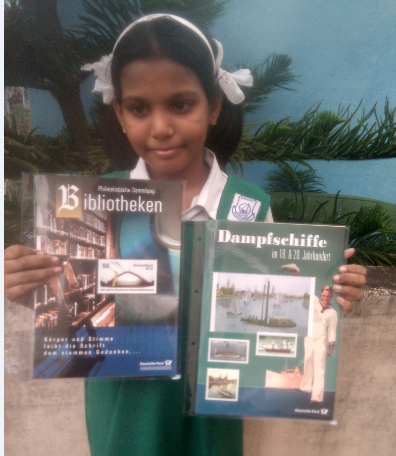 Philatelistische Sammlung
Bibliotheken
55
Körper und Stimme
leiht die Schrift
dem stummen Gedanken...
Deutsche Post
Dampfschiffe
im 19. & 20. Jahrhundert
Deutsche Post